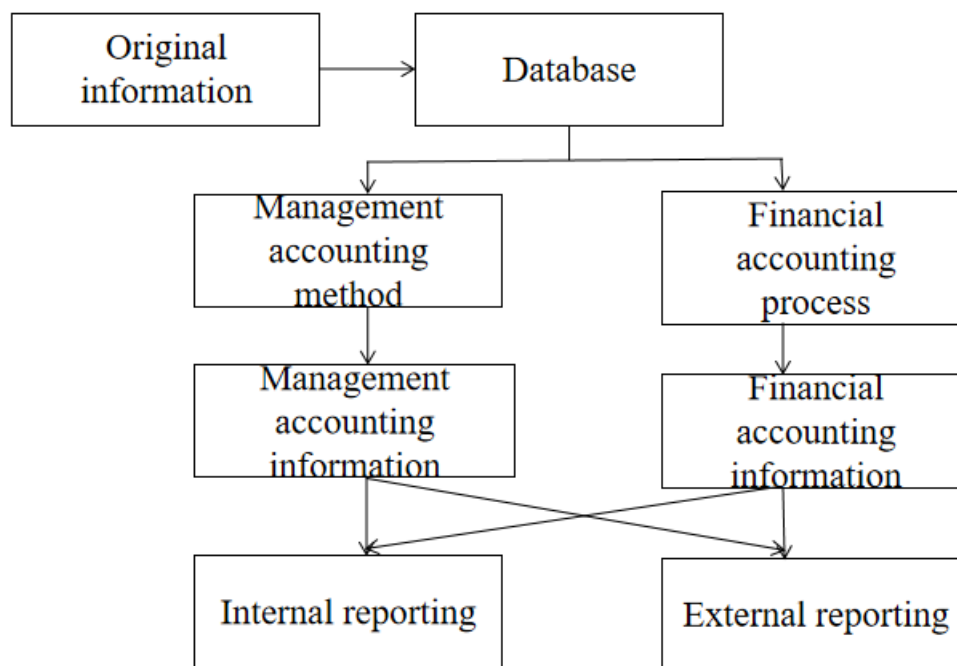 Original
information
Database
Management
accounting
method
Financial
accounting
process
Management
accounting
information
Financial
accounting
information
Internal reporting
External reporting